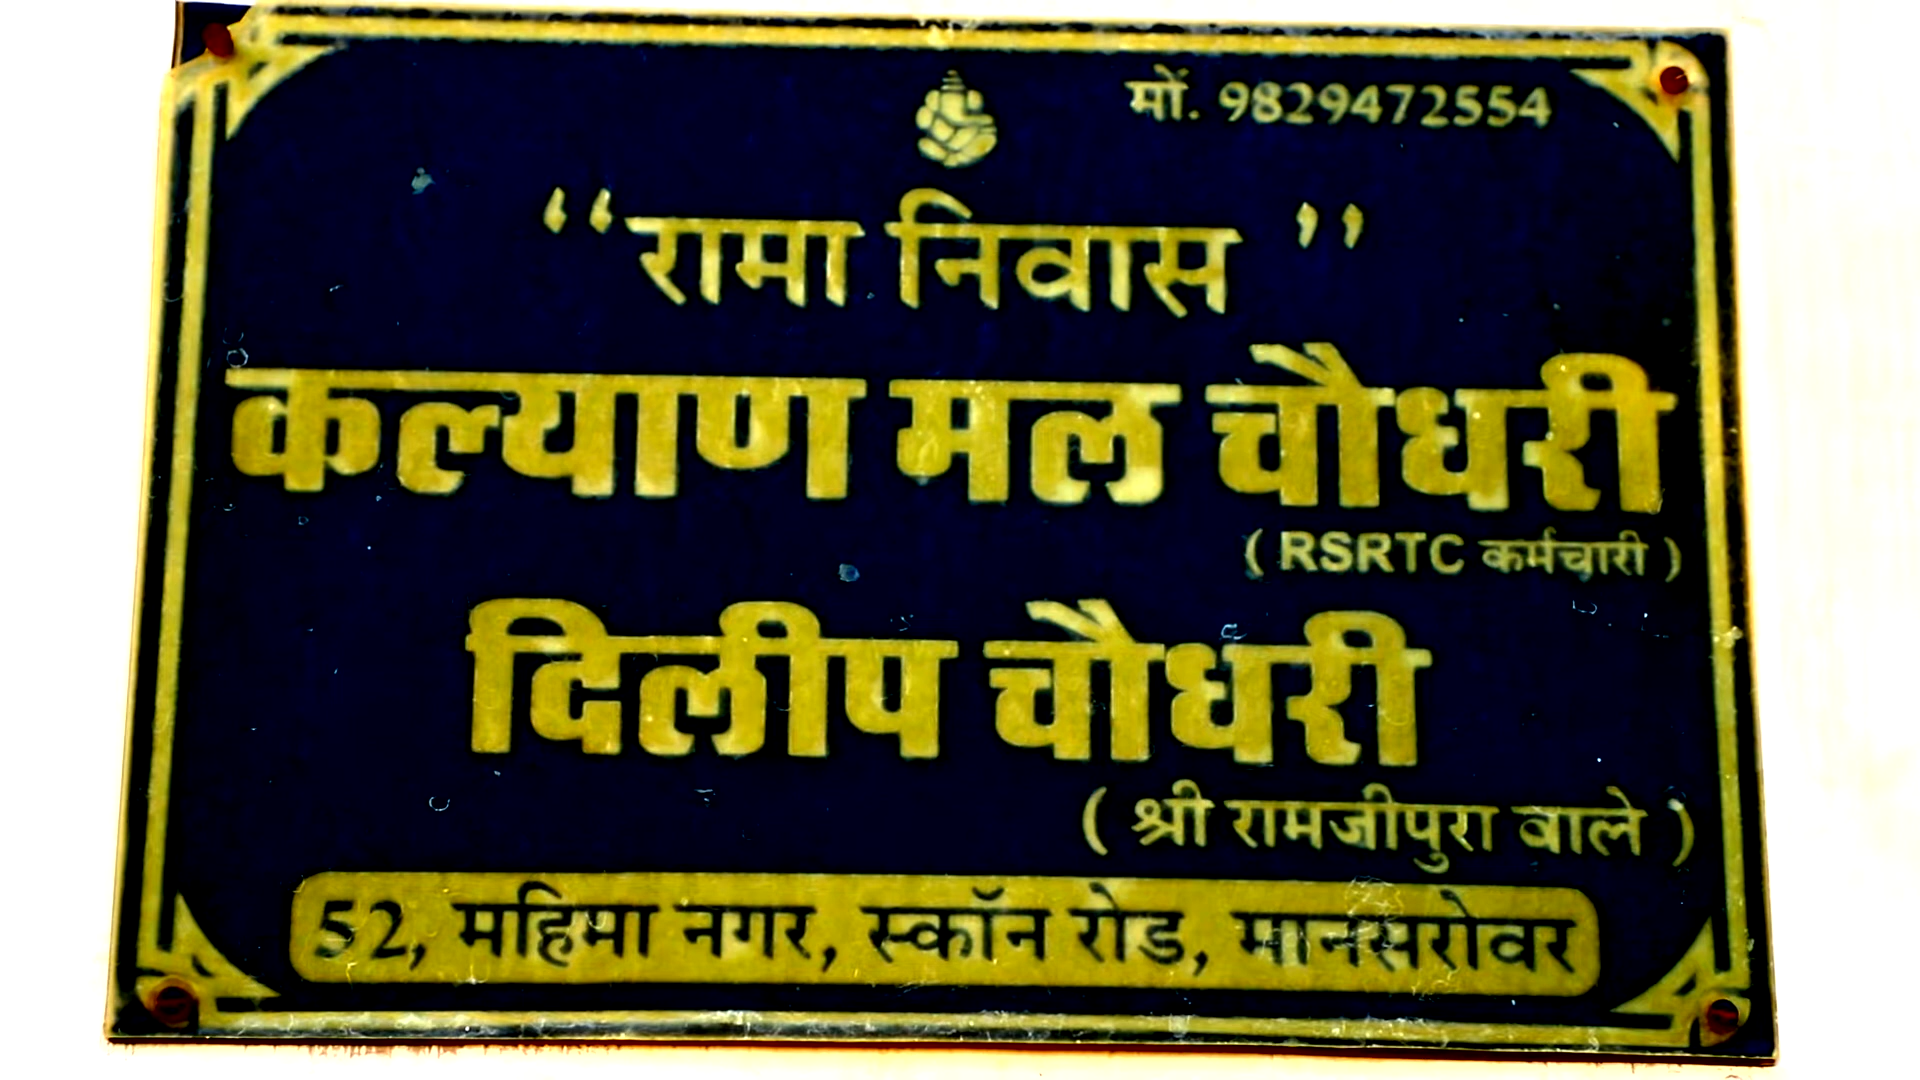 मों. 9829472554
“रामा निवास ”
कल्याण मल चौधरी
( RSRTC कर्मचारी )
दिलीप चौधरी
( श्री रामजीपुरा बाले )
52, महिमा नगर, स्कॉन रोड, मानसरोवर